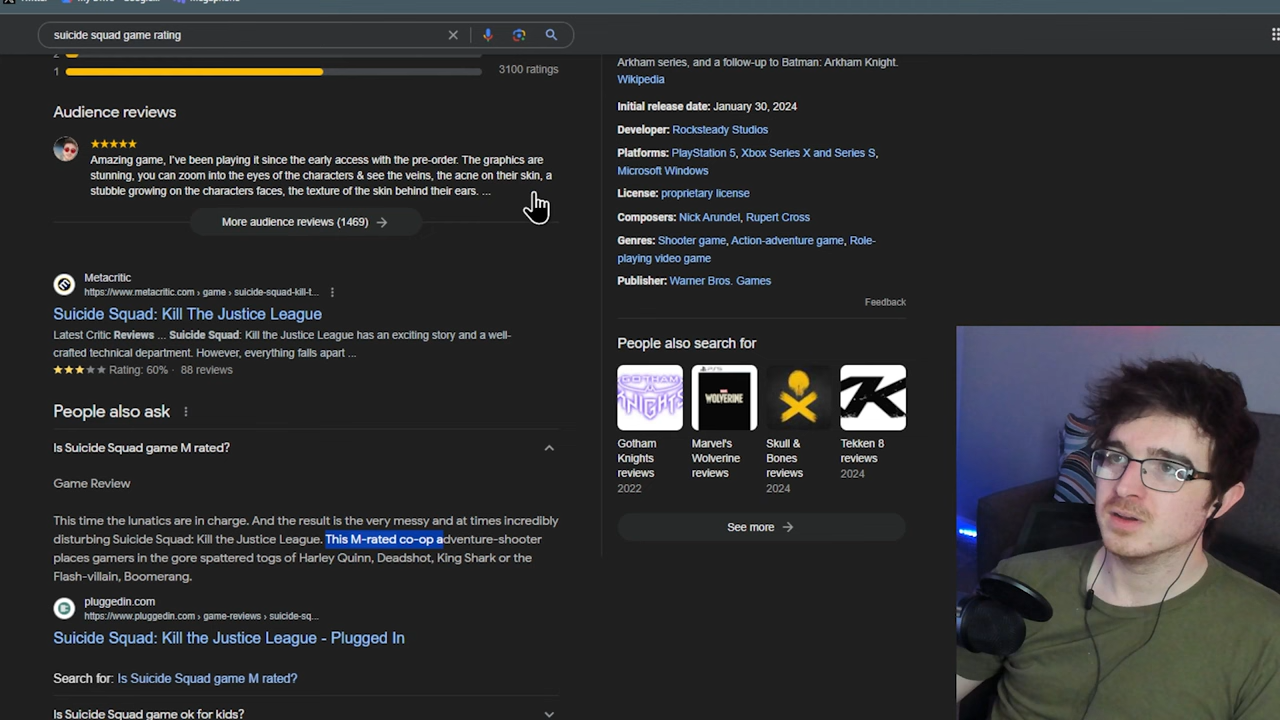 suicide squad game rating
1
3100 ratings
Audience reviews
Amazing game, I've been playing it since the early access with the pre-order. The graphics are
stunning, you can zoom into the eyes of the characters & see the veins, the acne on their skin, a
stubble growing on the characters faces, the texture of the skin behind their ears. ...
More audience reviews (1469)
Metacritic
https://www.metacritic.com › game › suicide-squad-kill-t...
Suicide Squad: Kill The Justice League
Latest Critic Reviews ... Suicide Squad: Kill the Justice League has an exciting story and a well-
crafted technical department. However, everything falls apart ...
Rating: 60% · 88 reviews
People also ask
Is Suicide Squad game M rated?
Game Review
This time the lunatics are in charge. And the result is the very messy and at times incredibly
disturbing Suicide Squad: Kill the Justice League. This M-rated co-op adventure-shooter
places gamers in the gore spattered togs of Harley Quinn, Deadshot, King Shark or the
Flash-villain, Boomerang.
pluggedin.com
https://www.pluggedin.com › game-reviews › suicide-sq...
Suicide Squad: Kill the Justice League - Plugged In
Search for: Is Suicide Squad game M rated?
Is Suicide Squad game ok for kids?
Arkham series, and a follow-up to Batman: Arkham Knight.
Wikipedia
Initial release date: January 30, 2024
Developer: Rocksteady Studios
Platforms: PlayStation 5, Xbox Series X and Series S,
Microsoft Windows
License: proprietary license
Composers: Nick Arundel, Rupert Cross
Genres: Shooter game, Action-adventure game, Role-
playing video game
Publisher: Warner Bros. Games
Feedback
People also search for
GOTHAM
KNIGHTS
WOLVERINE
Gotham
Knights
reviews
2022
Marvel's
Wolverine
reviews
Skull &
Bones
reviews
2024
Tekken 8
reviews
2024
See more